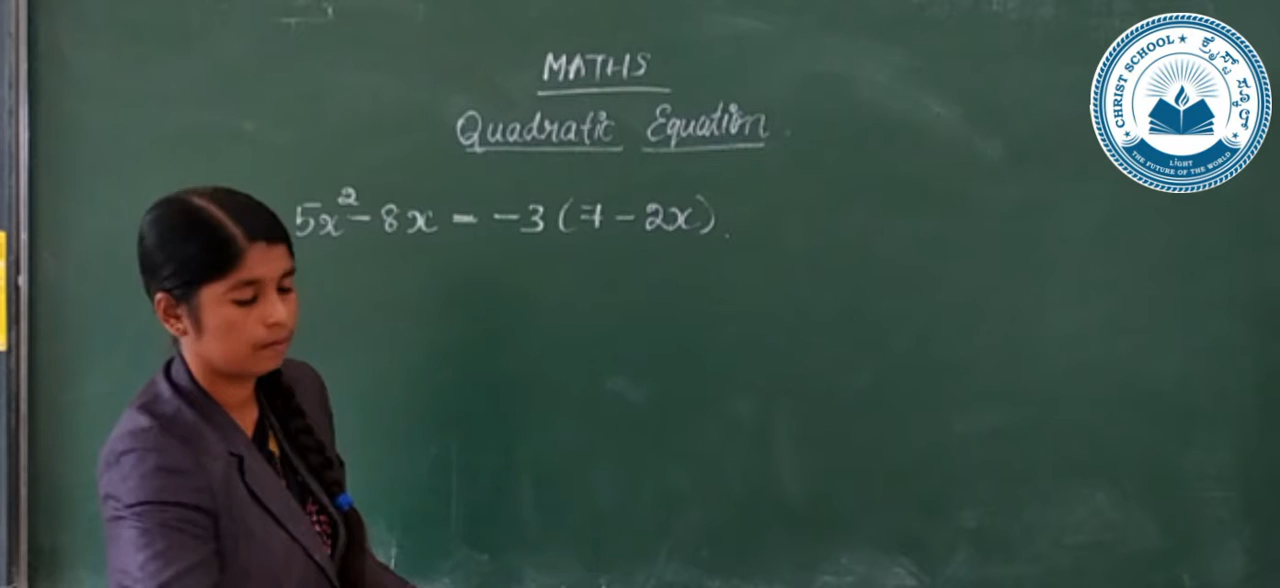 MATHS
Quadratic Equation.
5x² - 8x = -3 (7 - 2x).
CHRIST SCHOOL
ಕ್ರೈಸ್ಟ್ ಸ್ಕೂಲ್
LIGHT
THE FUTURE OF THE WORLD